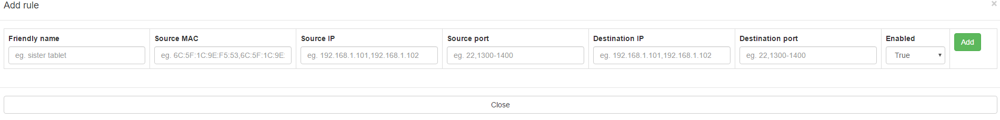 Add rule
×
Friendly name
Source MAC
Source IP
Source port
Destination IP
Destination port
Enabled
Add
eg. sister tablet
eg. 6C:5F:1C:9E:F5:53,6C:5F:1C:9E:
eg. 192.168.1.101,192.168.1.102
eg. 22,1300-1400
eg. 192.168.1.101,192.168.1.102
eg. 22,1300-1400
True
Close